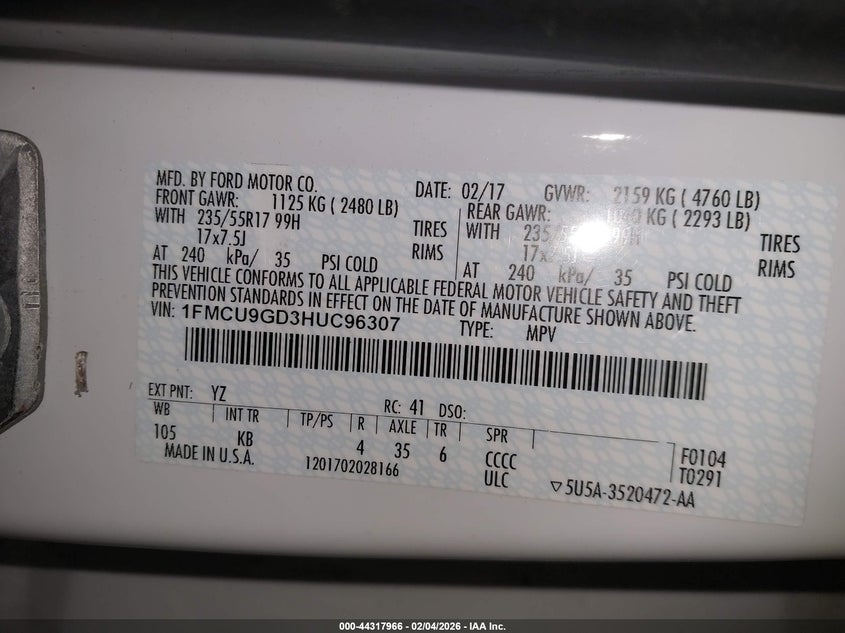 MFD. BY FORD MOTOR CO. DATE: 02/17 GVWR: 2159 KG ( 4760 LB)
FRONT GAWR: 1125 KG ( 2480 LB) REAR GAWR: KG ( 2293 LB)
WITH 235/55R17 99H TIRES WITH TIRES
17x7.5J RIMS RIMS
AT 240 kPa/ 35 PSI COLD AT 240 kPa/ 35 PSI COLD
THIS VEHICLE CONFORMS TO ALL APPLICABLE FEDERAL MOTOR VEHICLE SAFETY AND THEFT
PREVENTION STANDARDS IN EFFECT ON THE DATE OF MANUFACTURE SHOWN ABOVE.
VIN: 1FMCU9GD3HUC96307 TYPE: MPV
EXT PNT: YZ RC: 41 DSO:
WB INT TR TP/PS R AXLE TR SPR
105 KB 4 35 6 CCCC F0104
MADE IN U.S.A. 1201702028166 ULC T0291
▽5U5A-3520472-AA
000-44317966 - 02/04/2026 - IAA Inc.